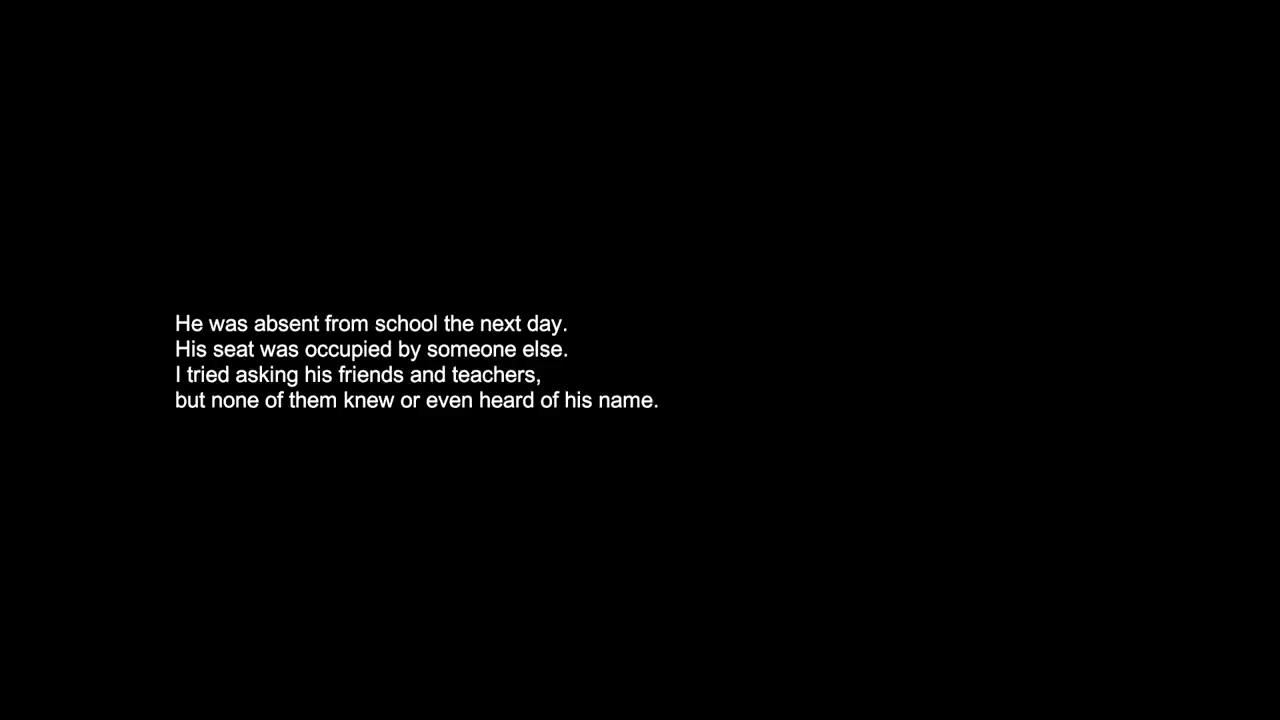 He was absent from school the next day.
His seat was occupied by someone else.
I tried asking his friends and teachers,
but none of them knew or even heard of his name.